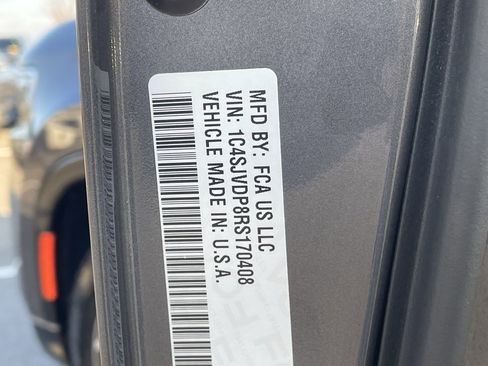 MFD BY: FCA US LLC
VIN: 1C4SJVDP8RS170408
VEHICLE MADE IN: U.S.A.